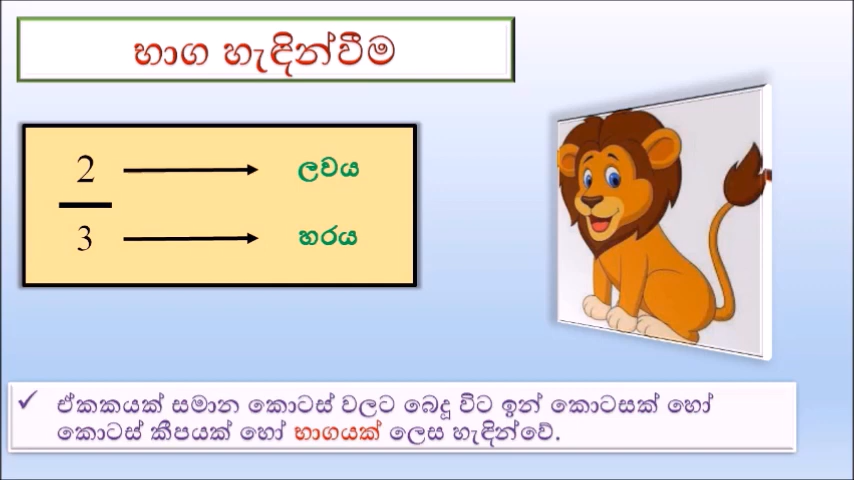 භාග හැඳින්වීම
2 ලවය
3 හරය
ඒකකයක් සමාන කොටස් වලට බෙදූ විට ඉන් කොටසක් හෝ
කොටස් කීපයක් හෝ භාගයක් ලෙස හැඳින්වේ.